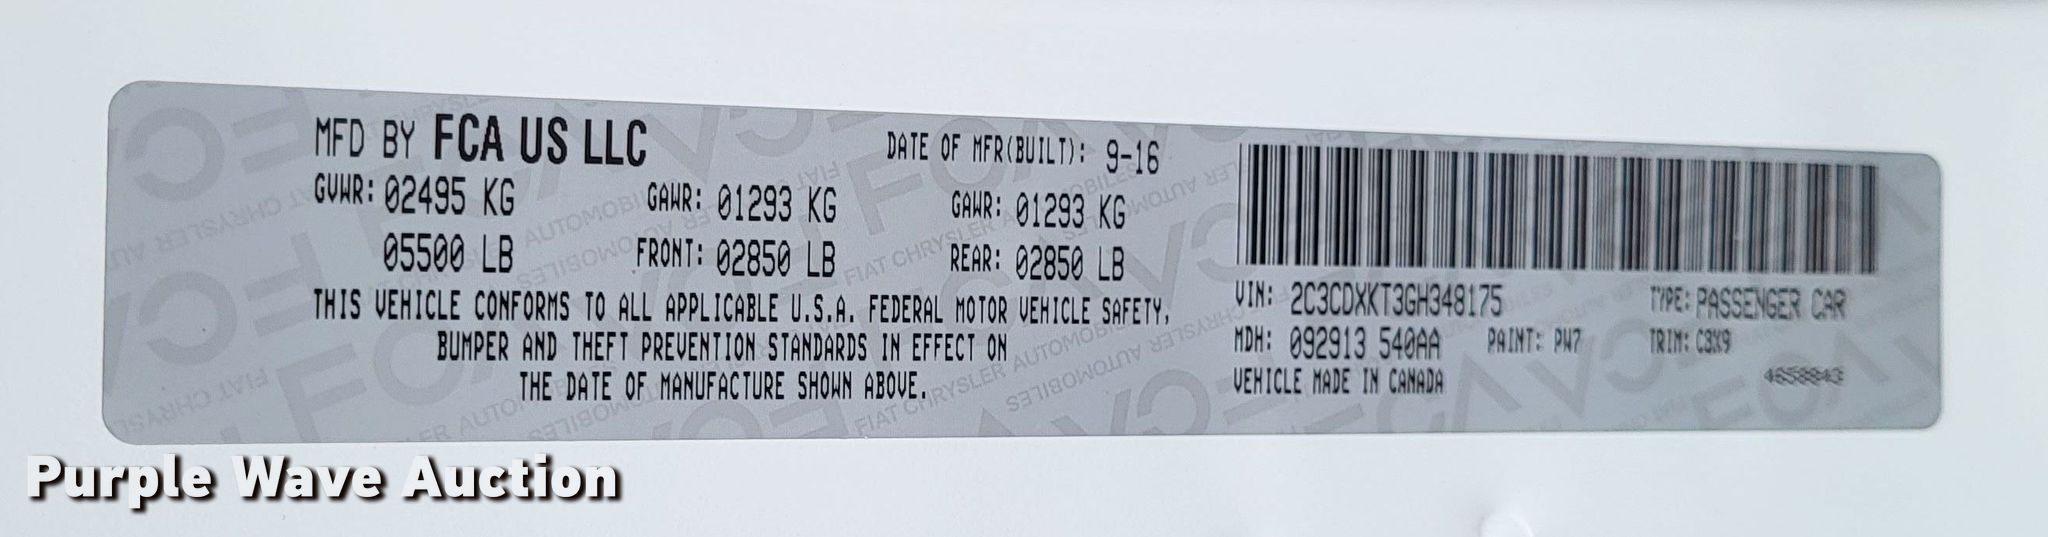 MFD BY FCA US LLC DATE OF MFR(BUILT): 9-16
GVWR: 02495 KG GAWR: 01293 KG GAWR: 01293 KG
05500 LB FRONT: 02850 LB REAR: 02850 LB
THIS VEHICLE CONFORMS TO ALL APPLICABLE U.S.A. FEDERAL MOTOR VEHICLE SAFETY,
BUMPER AND THEFT PREVENTION STANDARDS IN EFFECT ON
THE DATE OF MANUFACTURE SHOWN ABOVE.
VIN: 2C3CDXKT3GH348175 TYPE: PASSENGER CAR
MDH: 092913 540AA PAINT: PW7 TRIM: C8X9
VEHICLE MADE IN CANADA 4658843
Purple Wave Auction